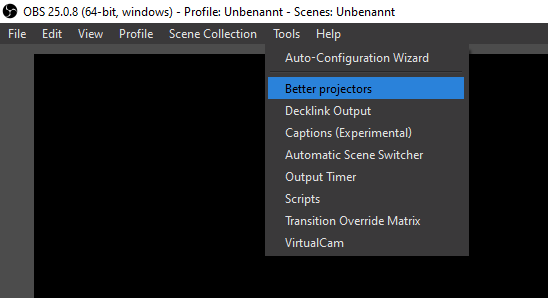 OBS 25.0.8 (64-bit, windows) - Profile: Unbenannt - Scenes: Unbenannt
File Edit View Profile Scene Collection Tools Help
Auto-Configuration Wizard
Better projectors
Decklink Output
Captions (Experimental)
Automatic Scene Switcher
Output Timer
Scripts
Transition Override Matrix
VirtualCam